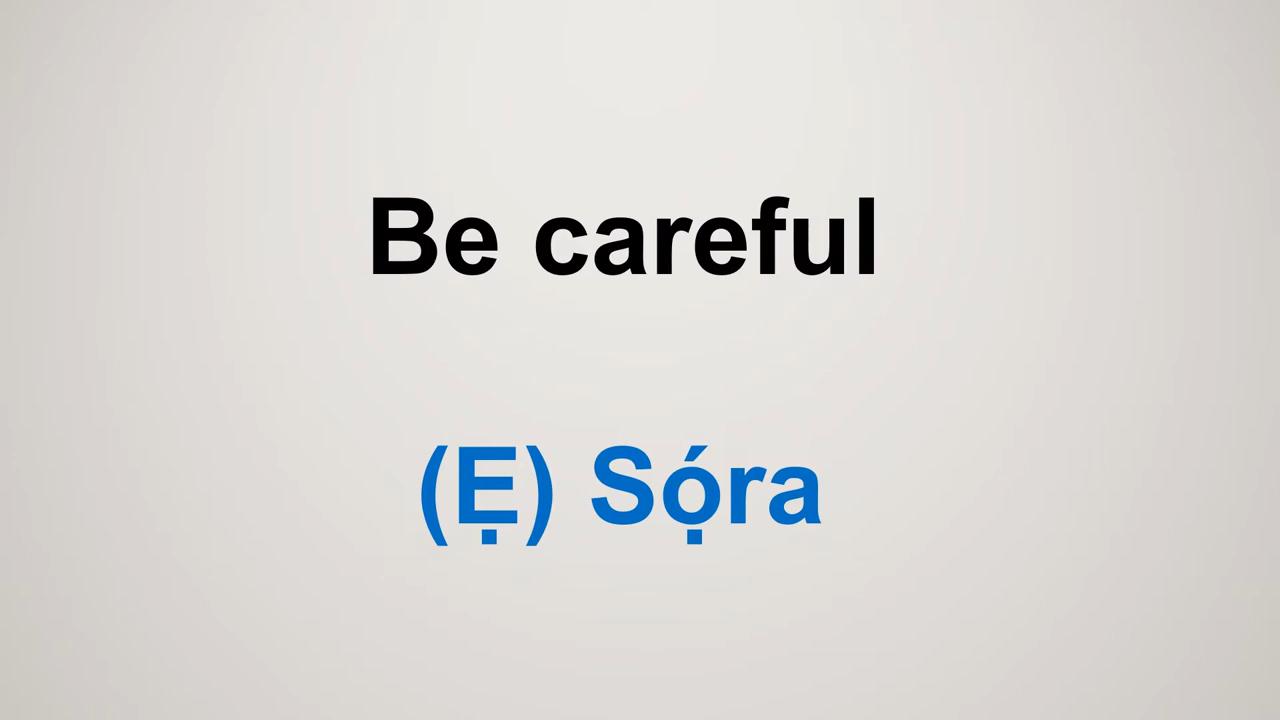 Be careful
(Ẹ) Sọ́ra